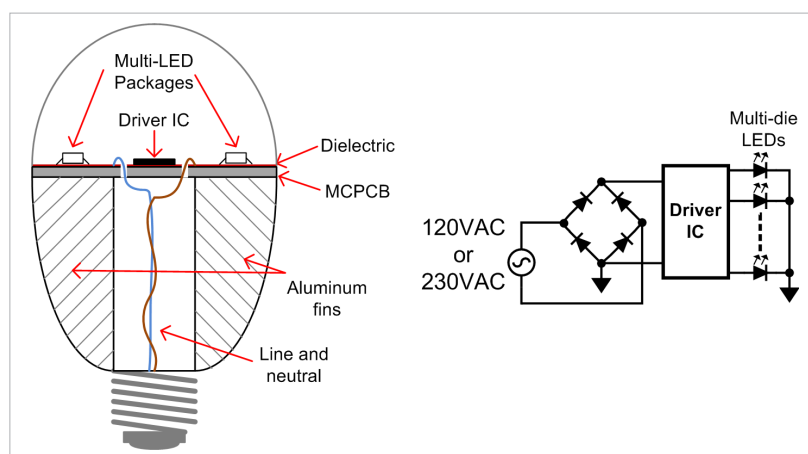 Multi-LED
Packages
Driver IC
Dielectric
MCPCB
Aluminum
fins
Line and
neutral
Multi-die
LEDs
120VAC
or
230VAC
Driver
IC